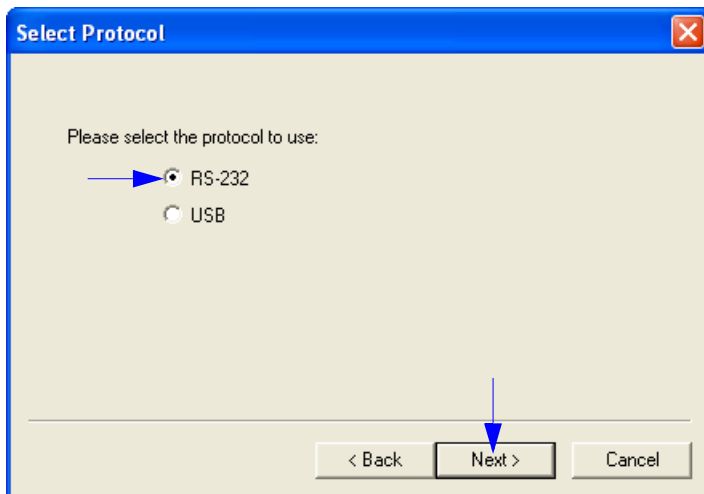 Select Protocol
Please select the protocol to use:
RS-232
USB
< Back Next > Cancel